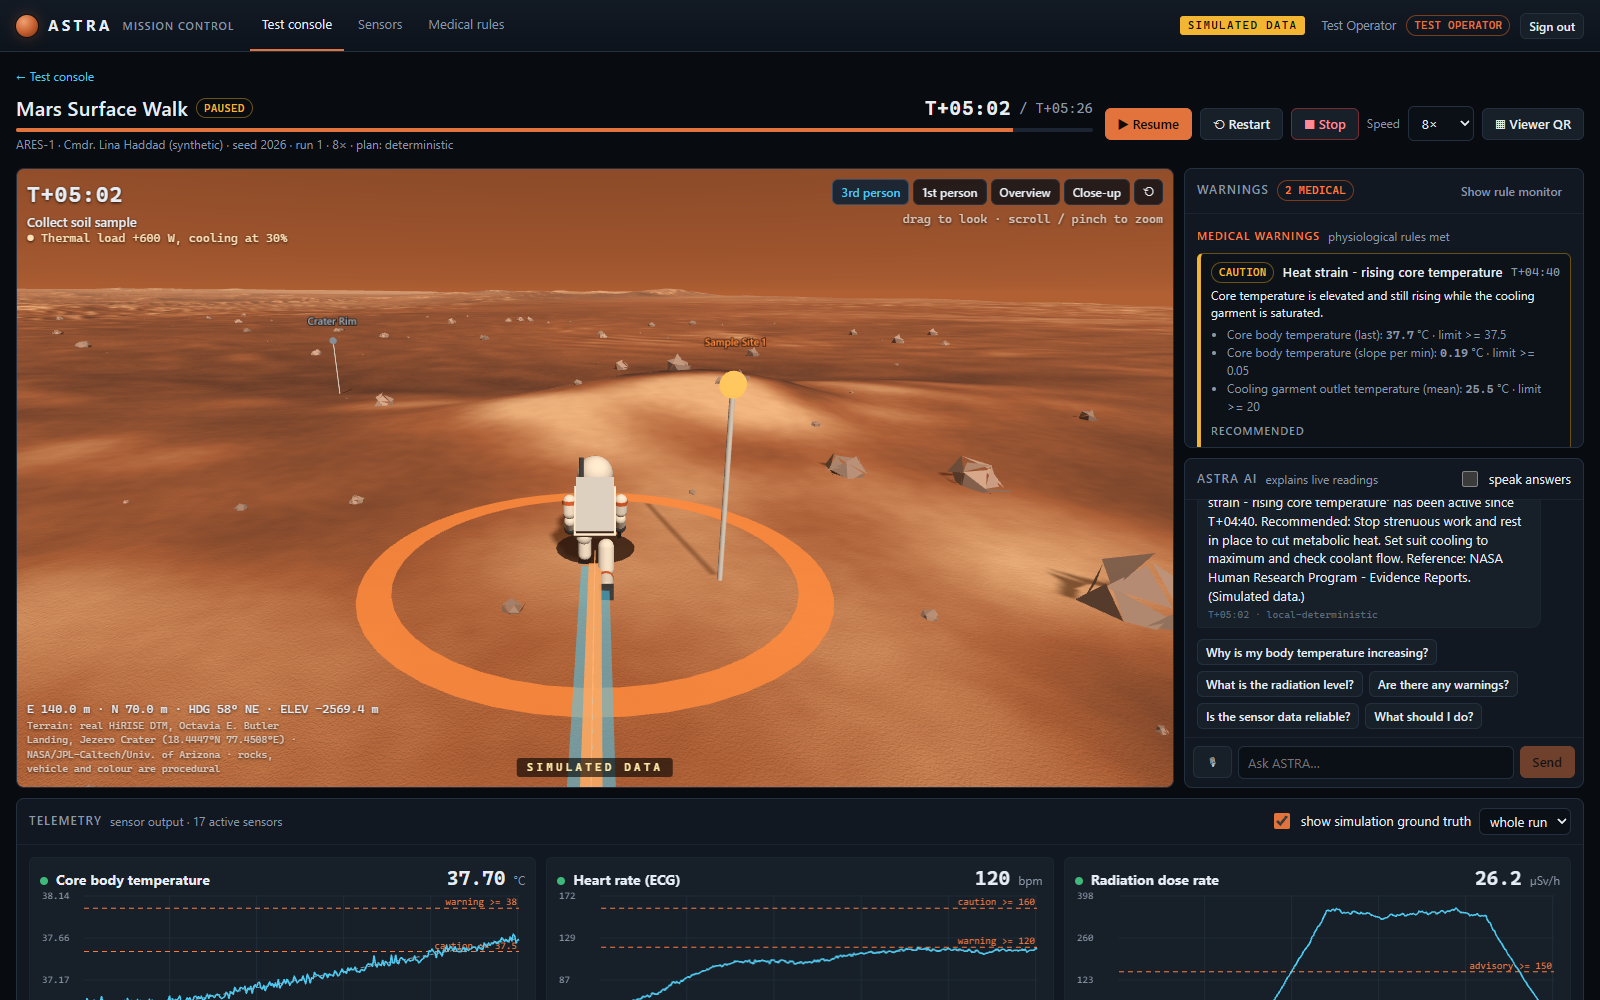 ASTRA MISSION CONTROL Test console Sensors Medical rules SIMULATED DATA Test Operator TEST OPERATOR Sign out
← Test console
Mars Surface Walk PAUSED T+05:02 / T+05:26 ▶ Resume ⟲ Restart ■ Stop Speed 8× ▦ Viewer QR
ARES-1 · Cmdr. Lina Haddad (synthetic) · seed 2026 · run 1 · 8× · plan: deterministic
T+05:02
Collect soil sample
● Thermal load +600 W, cooling at 30%
3rd person 1st person Overview Close-up ⟲
drag to look · scroll / pinch to zoom
Crater Rim
Sample Site 1
E 140.0 m · N 70.0 m · HDG 58° NE · ELEV −2569.4 m
Terrain: real HiRISE DTM, Octavia E. Butler
Landing, Jezero Crater (18.4447°N 77.4508°E) ·
NASA/JPL-Caltech/Univ. of Arizona · rocks,
vehicle and colour are procedural
SIMULATED DATA
WARNINGS 2 MEDICAL Show rule monitor
MEDICAL WARNINGS physiological rules met
CAUTION Heat strain - rising core temperature T+04:40
Core temperature is elevated and still rising while the cooling
garment is saturated.
• Core body temperature (last): 37.7 °C · limit >= 37.5
• Core body temperature (slope per min): 0.19 °C · limit >=
0.05
• Cooling garment outlet temperature (mean): 25.5 °C · limit
>= 20
RECOMMENDED
ASTRA AI explains live readings speak answers
strain - rising core temperature' has been active since
T+04:40. Recommended: Stop strenuous work and rest
in place to cut metabolic heat. Set suit cooling to
maximum and check coolant flow. Reference: NASA
Human Research Program - Evidence Reports.
(Simulated data.)
T+05:02 · local-deterministic
Why is my body temperature increasing?
What is the radiation level? Are there any warnings?
Is the sensor data reliable? What should I do?
Ask ASTRA... Send
TELEMETRY sensor output · 17 active sensors show simulation ground truth whole run
Core body temperature 37.70 °C
38.14
warning >= 38
37.66
caution >= 37.5
37.17
Heart rate (ECG) 120 bpm
172
caution >= 160
129
warning >= 120
87
Radiation dose rate 26.2 µSv/h
398
260
advisory >= 150
123